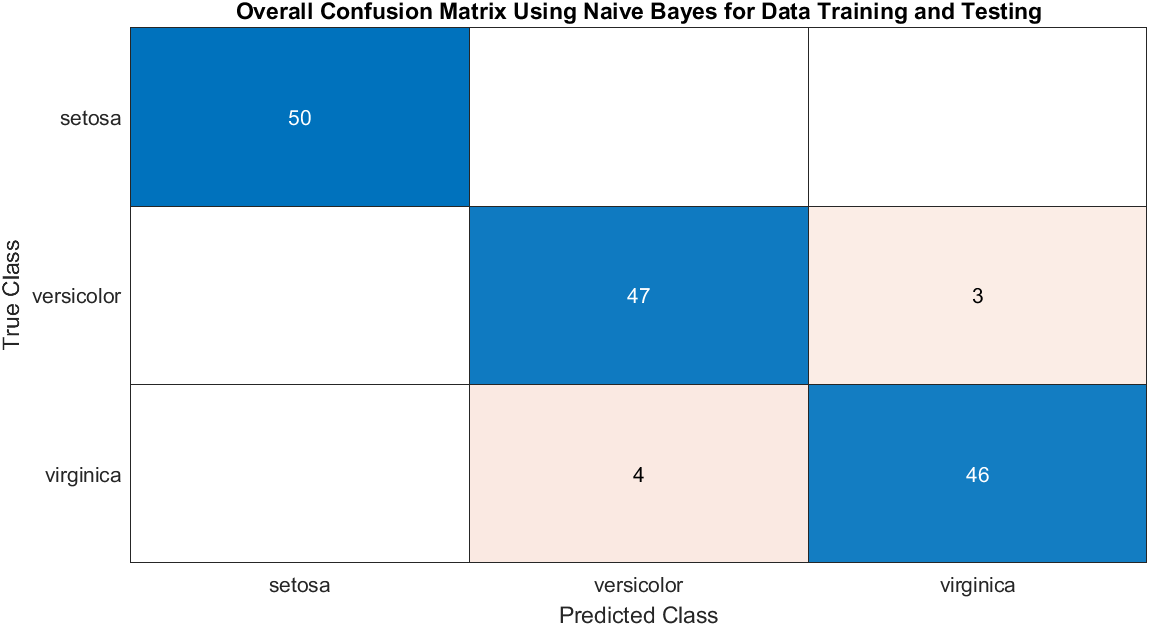 Overall Confusion Matrix Using Naive Bayes for Data Training and Testing
True Class
setosa
50
versicolor
47
3
virginica
4
46
setosa
versicolor
virginica
Predicted Class